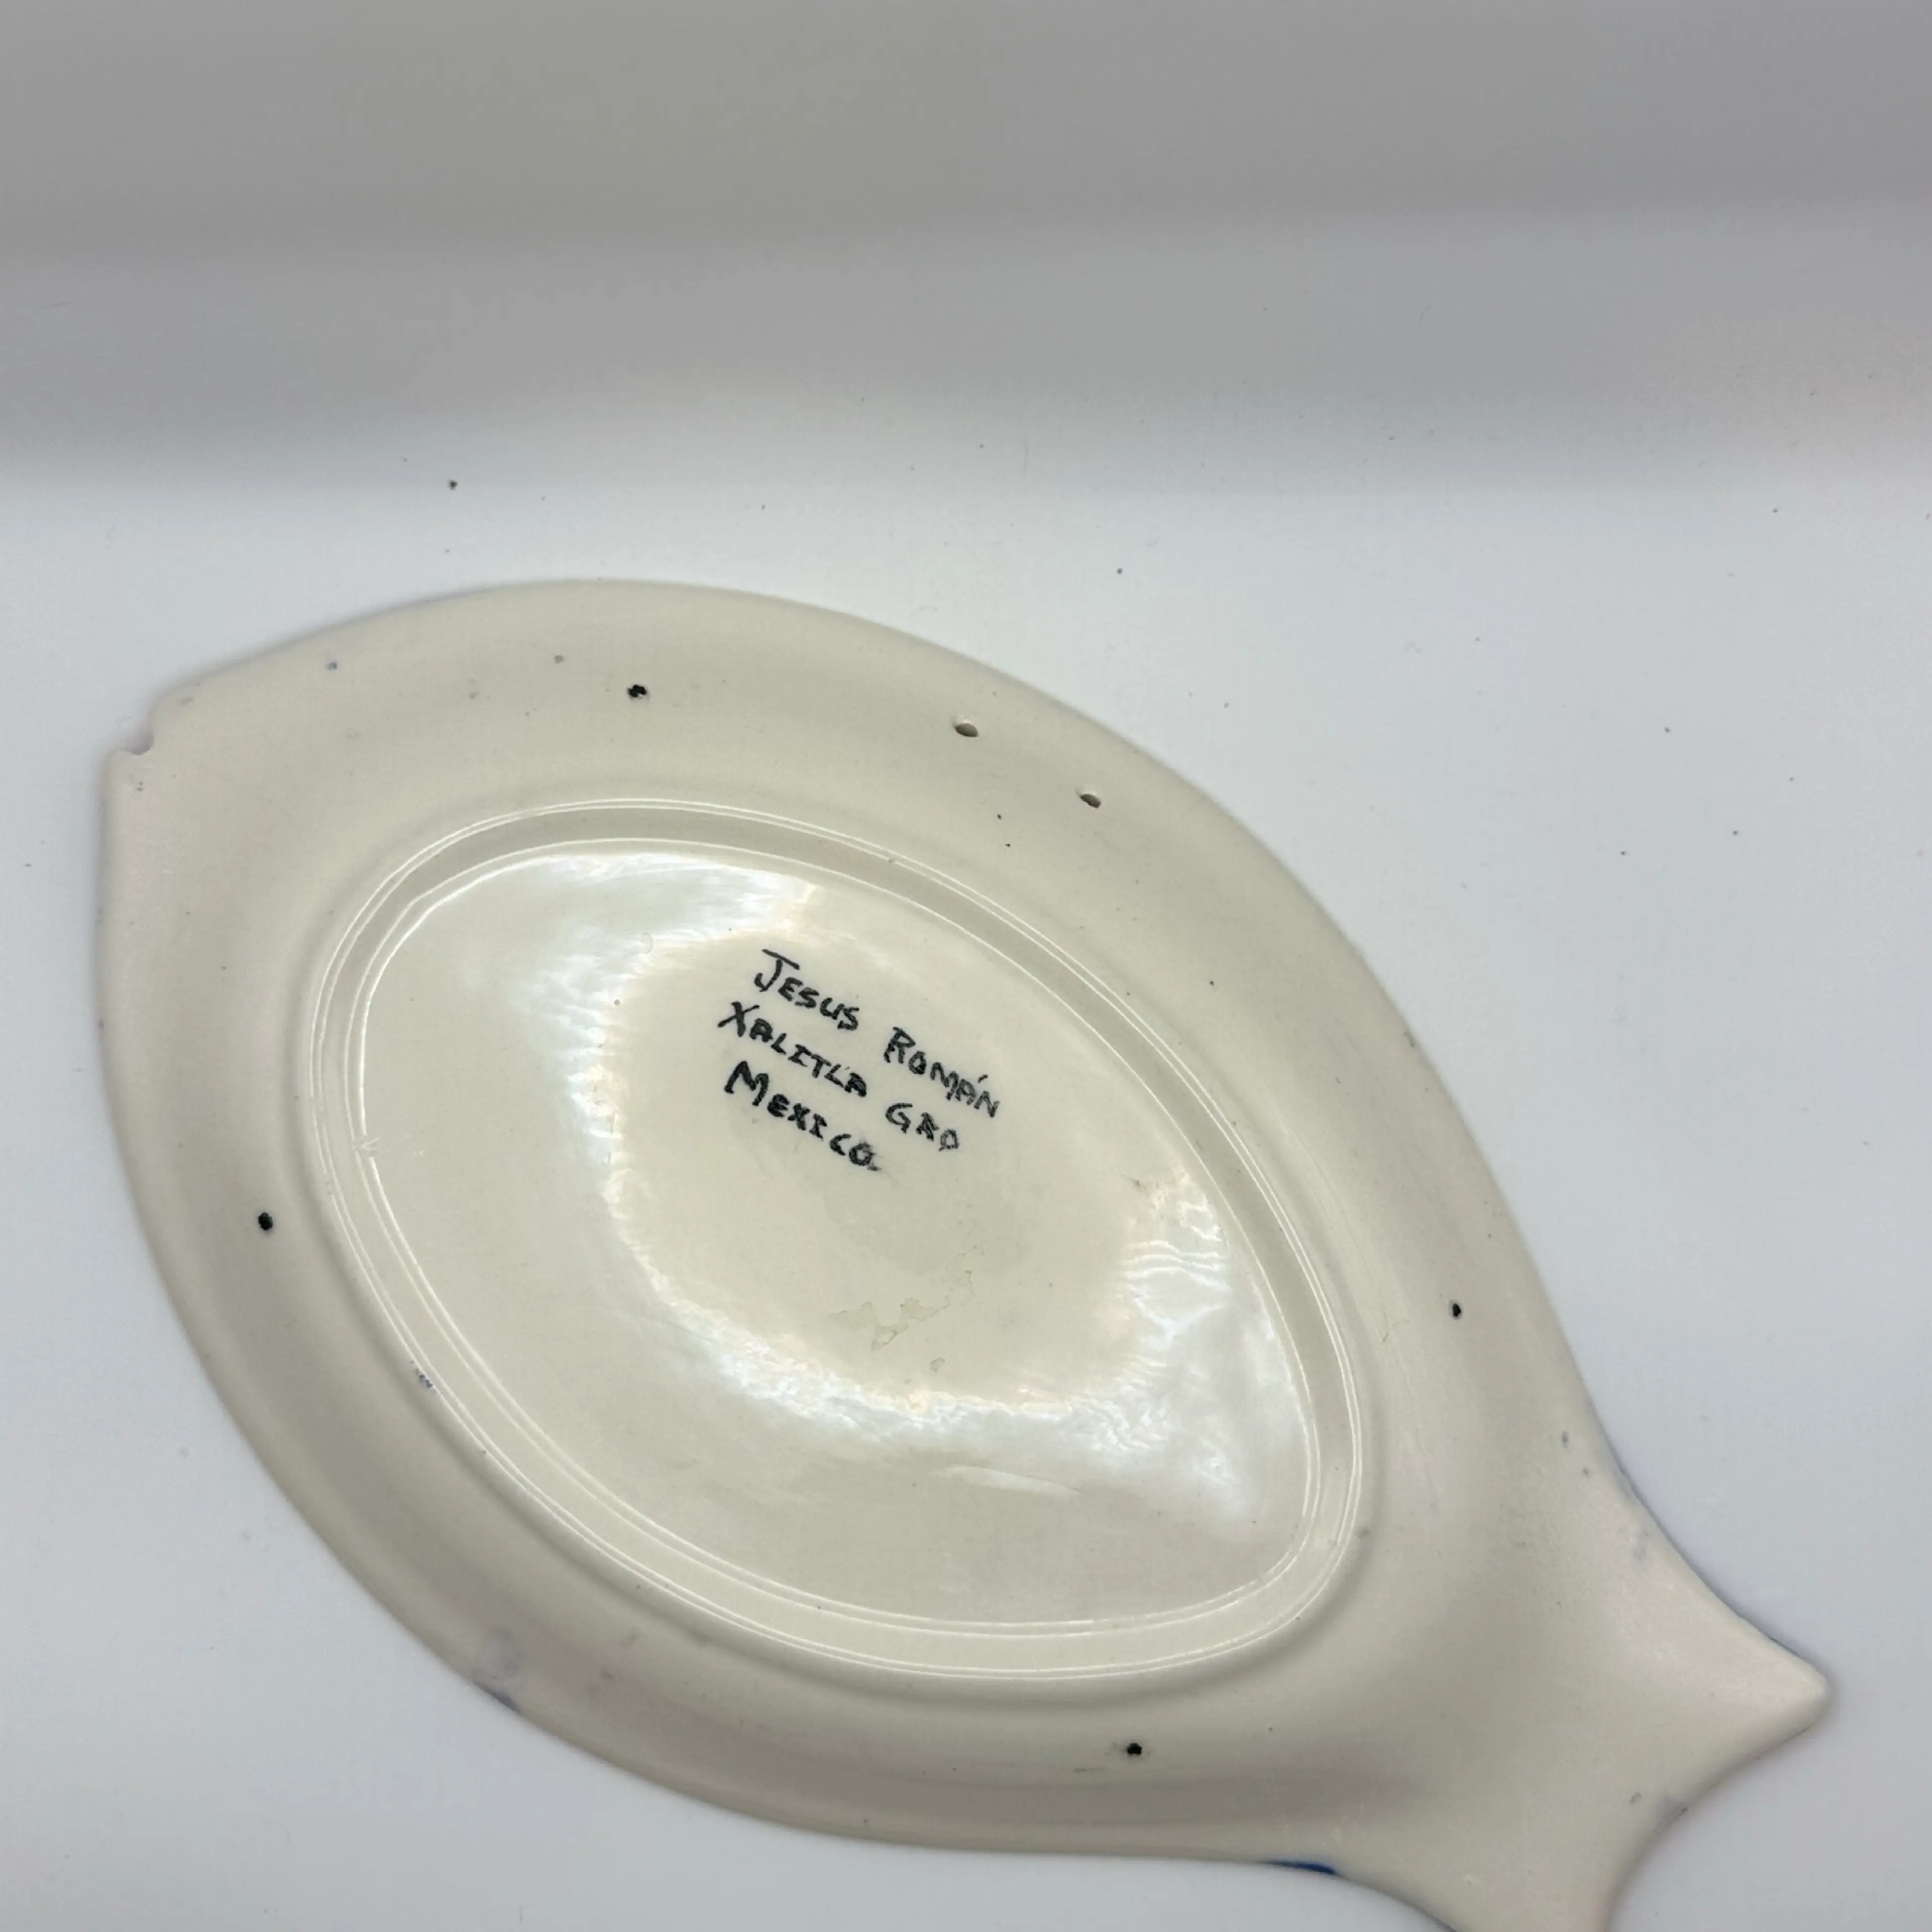 JESUS ROMÁN
XALITLA GRO
MEXICO.